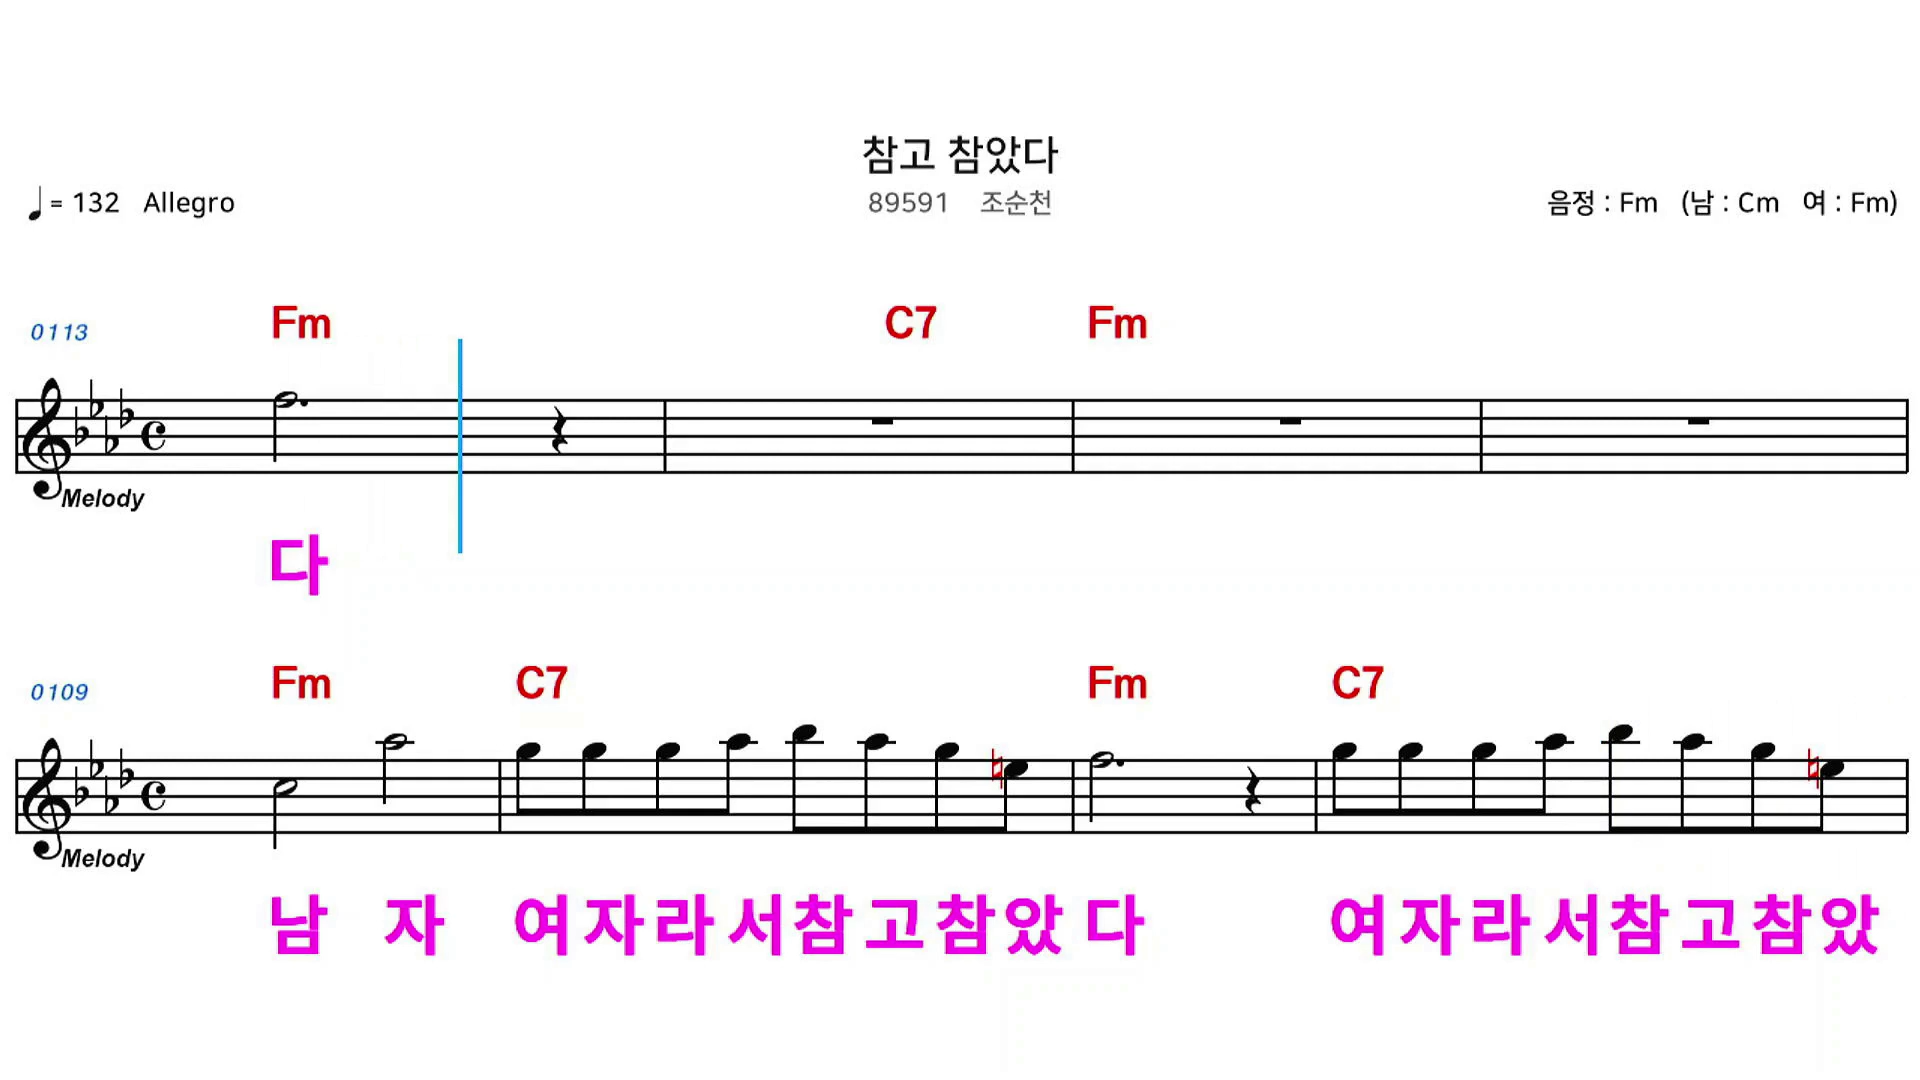 참고 참았다
♩= 132 Allegro
89591 조순천
음정 : Fm (남 : Cm 여 : Fm)
0113
Fm C7 Fm
Melody
다
0109
Fm C7 Fm C7
Melody
남 자 여자라서참고참았다 여자라서참고참았